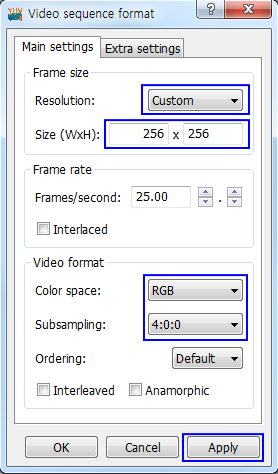 YUV Video sequence format
Main settings Extra settings
Frame size
Resolution: Custom
Size (WxH): 256 x 256
Frame rate
Frames/second: 25.00 .
Interlaced
Video format
Color space: RGB
Subsampling: 4:0:0
Ordering: Default
Interleaved Anamorphic
OK Cancel Apply